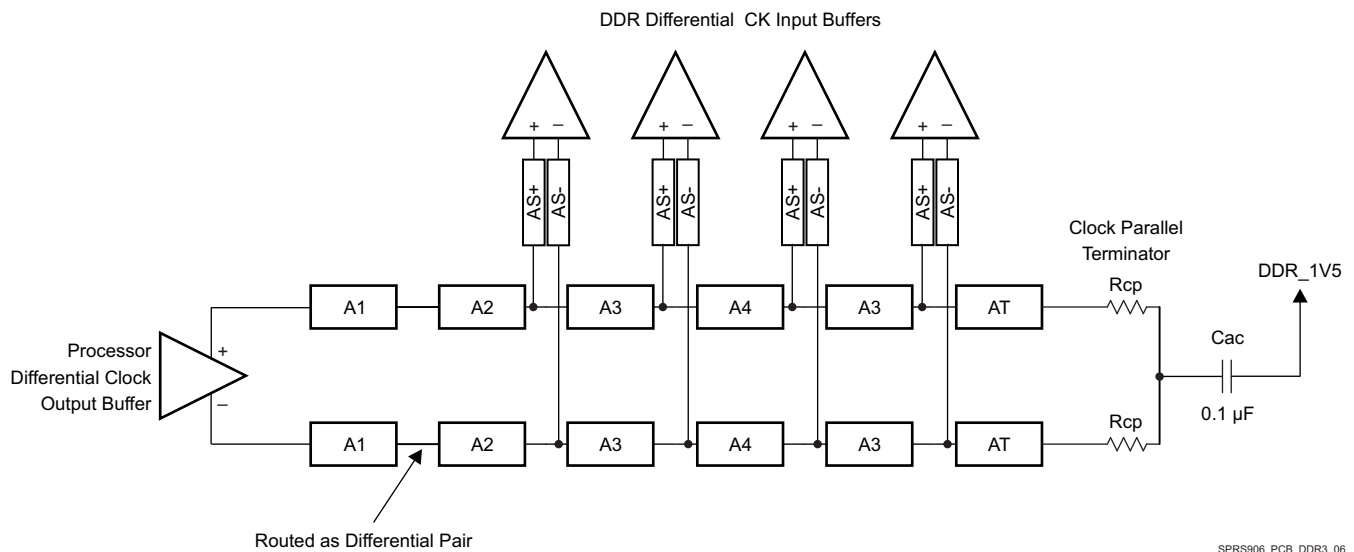 DDR Differential CK Input Buffers
+ − + − + − + −
AS+ AS- AS+ AS- AS+ AS- AS+ AS-
Clock Parallel
Terminator
DDR_1V5
A1 A2 A3 A4 A3 AT
Rcp
Cac
0.1 µF
Processor
Differential Clock
Output Buffer
+
−
A1 A2 A3 A4 A3 AT
Rcp
Routed as Differential Pair
SPRS906_PCB_DDR3_06